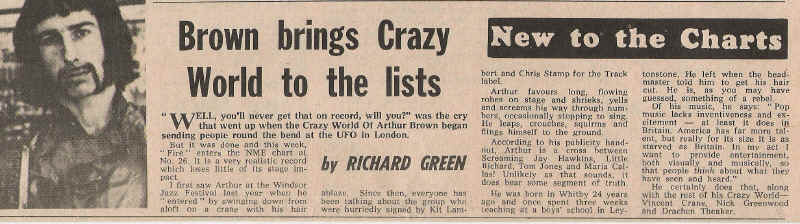 Brown brings Crazy
World to the lists
"WELL, you'll never get that on record, will you?" was the cry
that went up when the Crazy World Of Arthur Brown began
sending people round the bend at the UFO in London.
But it was done and this week,
"Fire" enters the NME chart at
No. 26. It is a very realistic record
which loses little of its stage im-
pact.
I first saw Arthur at the Windsor
Jazz Festival last year when he
"entered" by swinging down from
aloft on a crane with his hair
by RICHARD GREEN
ablaze. Since then, everyone has
been talking about the group who
were hurriedly signed by Kit Lam-
New to the Charts
bert and Chris Stamp for the Track
label.
Arthur favours long, flowing
robes on stage and shrieks, yells
and screams his way through num-
bers, occasionally stopping to sing.
He leaps, crouches, squirms and
flings himself to the ground.
According to his publicity hand-
out, Arthur is a cross between
Screaming Jay Hawkins, Little
Richard, Tom Jones and Maria Cal-
las! Unlikely as that sounds, it
does bear some segment of truth.
He was born in Whitby 24 years
ago and once spent three weeks
teaching at a boys' school in Ley-
tonstone. He left when the head-
master told him to get his hair
cut. He is, as you may have
guessed, something of a rebel.
Of his music, he says: "Pop
music lacks inventiveness and ex-
citement — at least it does in
Britain. America has far more tal-
ent, but really for its size it is as
starved as Britain. In my act I
want to provide entertainment,
both visually and musically, so
that people think about what they
have seen and heard."
He certainly does that, along
with the rest of his Crazy World—
Vincent Crane, Nick Greenwood
and Drachen Theaker.